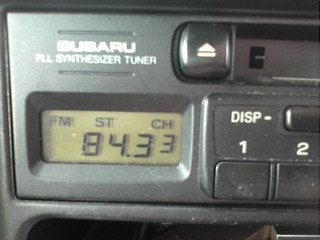 SUBARU
PLL SYNTHESIZER TUNER
FM ST CH
84.3 3
DISP-
1 2